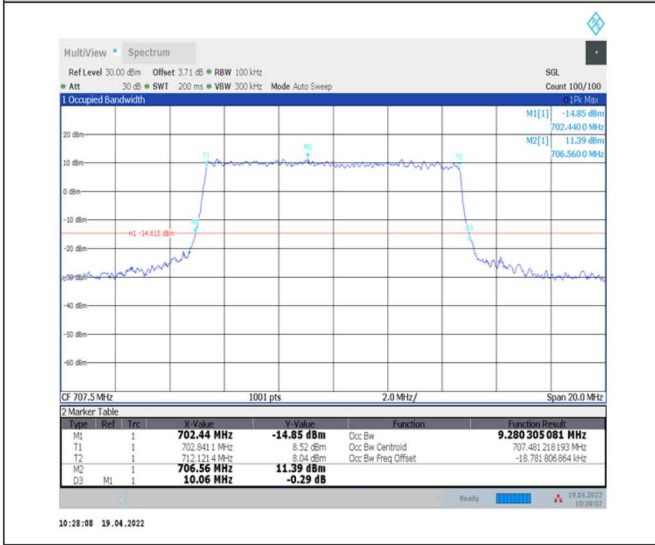 MultiView Spectrum
Ref Level 30.00 dBm Offset 3.71 dB RBW 100 kHz SGL
Att 30 dB SWT 200 ms VBW 300 kHz Mode Auto Sweep Count 100/100
1 Occupied Bandwidth 1Pk Max
M1[1] -14.85 dBm
702.4400 MHz
M2[1] 11.39 dBm
706.5600 MHz
20 dBm
T1 M2 T2
10 dBm
0 dBm
-10 dBm
M1
H1 -14.615 dBm
-20 dBm
-30 dBm
-40 dBm
-50 dBm
-60 dBm
CF 707.5 MHz 1001 pts 2.0 MHz/ Span 20.0 MHz
2 Marker Table
Type Ref Trc X-Value Y-Value Function Function Result
M1 1 702.44 MHz -14.85 dBm Occ Bw 9.280 305 081 MHz
T1 1 702.841 1 MHz 8.52 dBm Occ Bw Centroid 707.481 218 193 MHz
T2 1 712.121 4 MHz 8.04 dBm Occ Bw Freq Offset -18.781 806 864 kHz
M2 1 706.56 MHz 11.39 dBm
D3 M1 1 10.06 MHz -0.29 dB
Ready 19.04.2022
10:28:07
10:28:08 19.04.2022